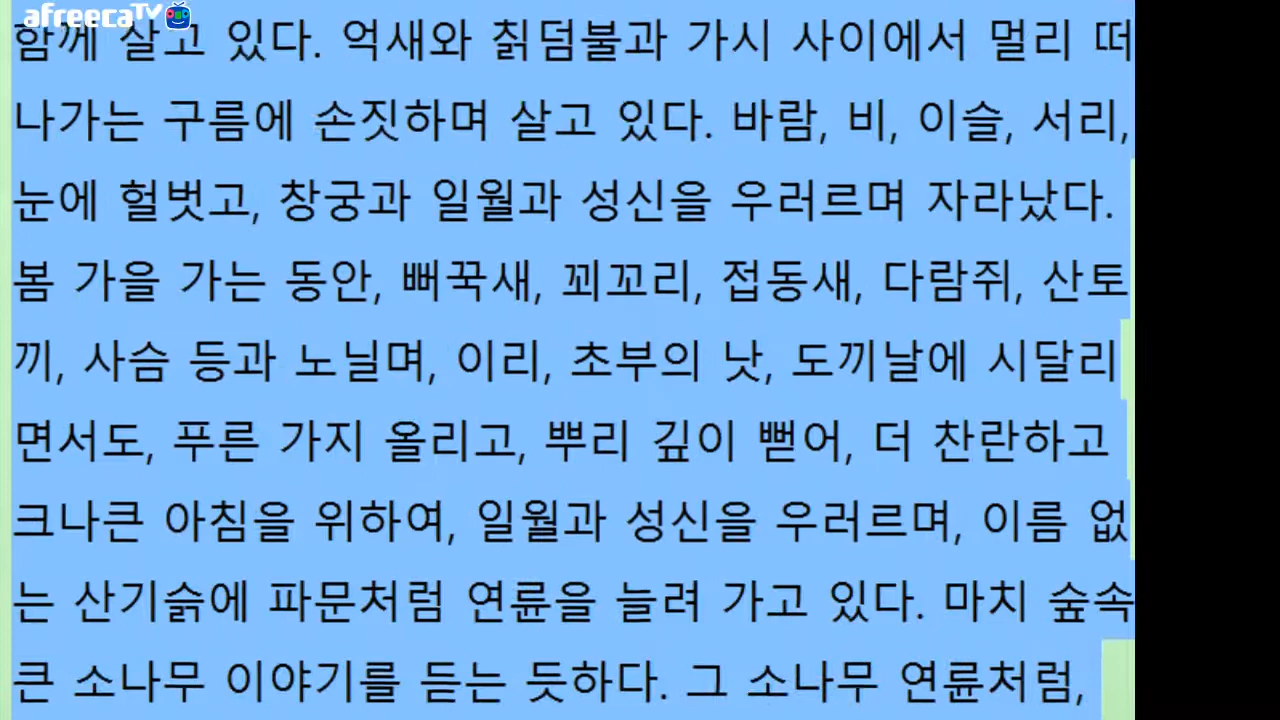 afreecaTV
함께 살고 있다. 억새와 칡덤불과 가시 사이에서 멀리 떠
나가는 구름에 손짓하며 살고 있다. 바람, 비, 이슬, 서리,
눈에 헐벗고, 창궁과 일월과 성신을 우러르며 자라났다.
봄 가을 가는 동안, 뻐꾹새, 꾀꼬리, 접동새, 다람쥐, 산토
끼, 사슴 등과 노닐며, 이리, 초부의 낫, 도끼날에 시달리
면서도, 푸른 가지 올리고, 뿌리 깊이 뻗어, 더 찬란하고
크나큰 아침을 위하여, 일월과 성신을 우러르며, 이름 없
는 산기슭에 파문처럼 연륜을 늘려 가고 있다. 마치 숲속
큰 소나무 이야기를 듣는 듯하다. 그 소나무 연륜처럼,